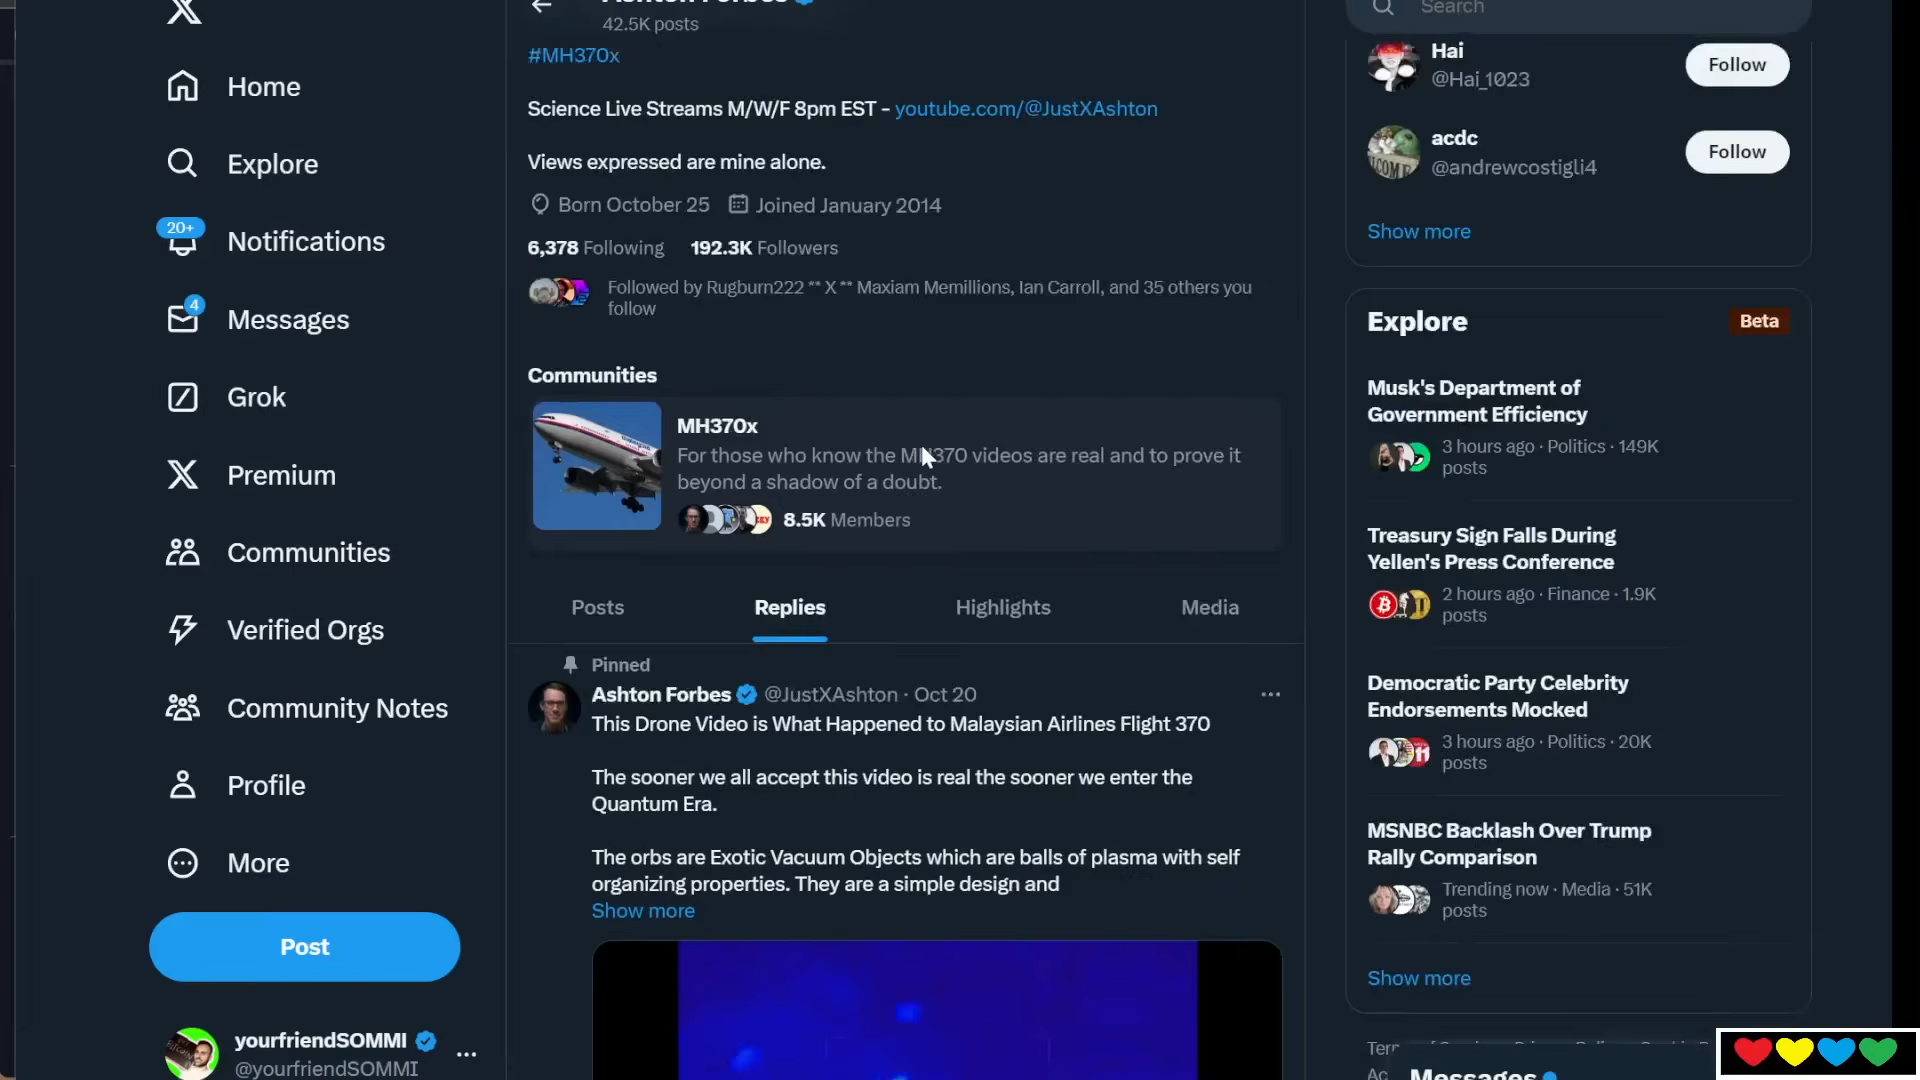 Home
Explore
20+
Notifications
4
Messages
Grok
Premium
Communities
Verified Orgs
Community Notes
Profile
More
Post
yourfriendSOMMI
@yourfriendSOMMI
Ashton Forbes
42.5K posts
#MH370x
Science Live Streams M/W/F 8pm EST - youtube.com/@JustXAshton
Views expressed are mine alone.
Born October 25 Joined January 2014
6,378 Following 192.3K Followers
Followed by Rugburn222 ** X ** Maxiam Memillions, Ian Carroll, and 35 others you
follow
Communities
MH370x
For those who know the MH370 videos are real and to prove it
beyond a shadow of a doubt.
8.5K Members
Posts Replies Highlights Media
Pinned
Ashton Forbes @JustXAshton · Oct 20
This Drone Video is What Happened to Malaysian Airlines Flight 370
The sooner we all accept this video is real the sooner we enter the
Quantum Era.
The orbs are Exotic Vacuum Objects which are balls of plasma with self
organizing properties. They are a simple design and
Show more
Search
Hai
@Hai_1023
Follow
acdc
@andrewcostigli4
Follow
Show more
Explore Beta
Musk's Department of
Government Efficiency
3 hours ago · Politics · 149K
posts
Treasury Sign Falls During
Yellen's Press Conference
2 hours ago · Finance · 1.9K
posts
Democratic Party Celebrity
Endorsements Mocked
3 hours ago · Politics · 20K
posts
MSNBC Backlash Over Trump
Rally Comparison
Trending now · Media · 51K
posts
Show more
Messages